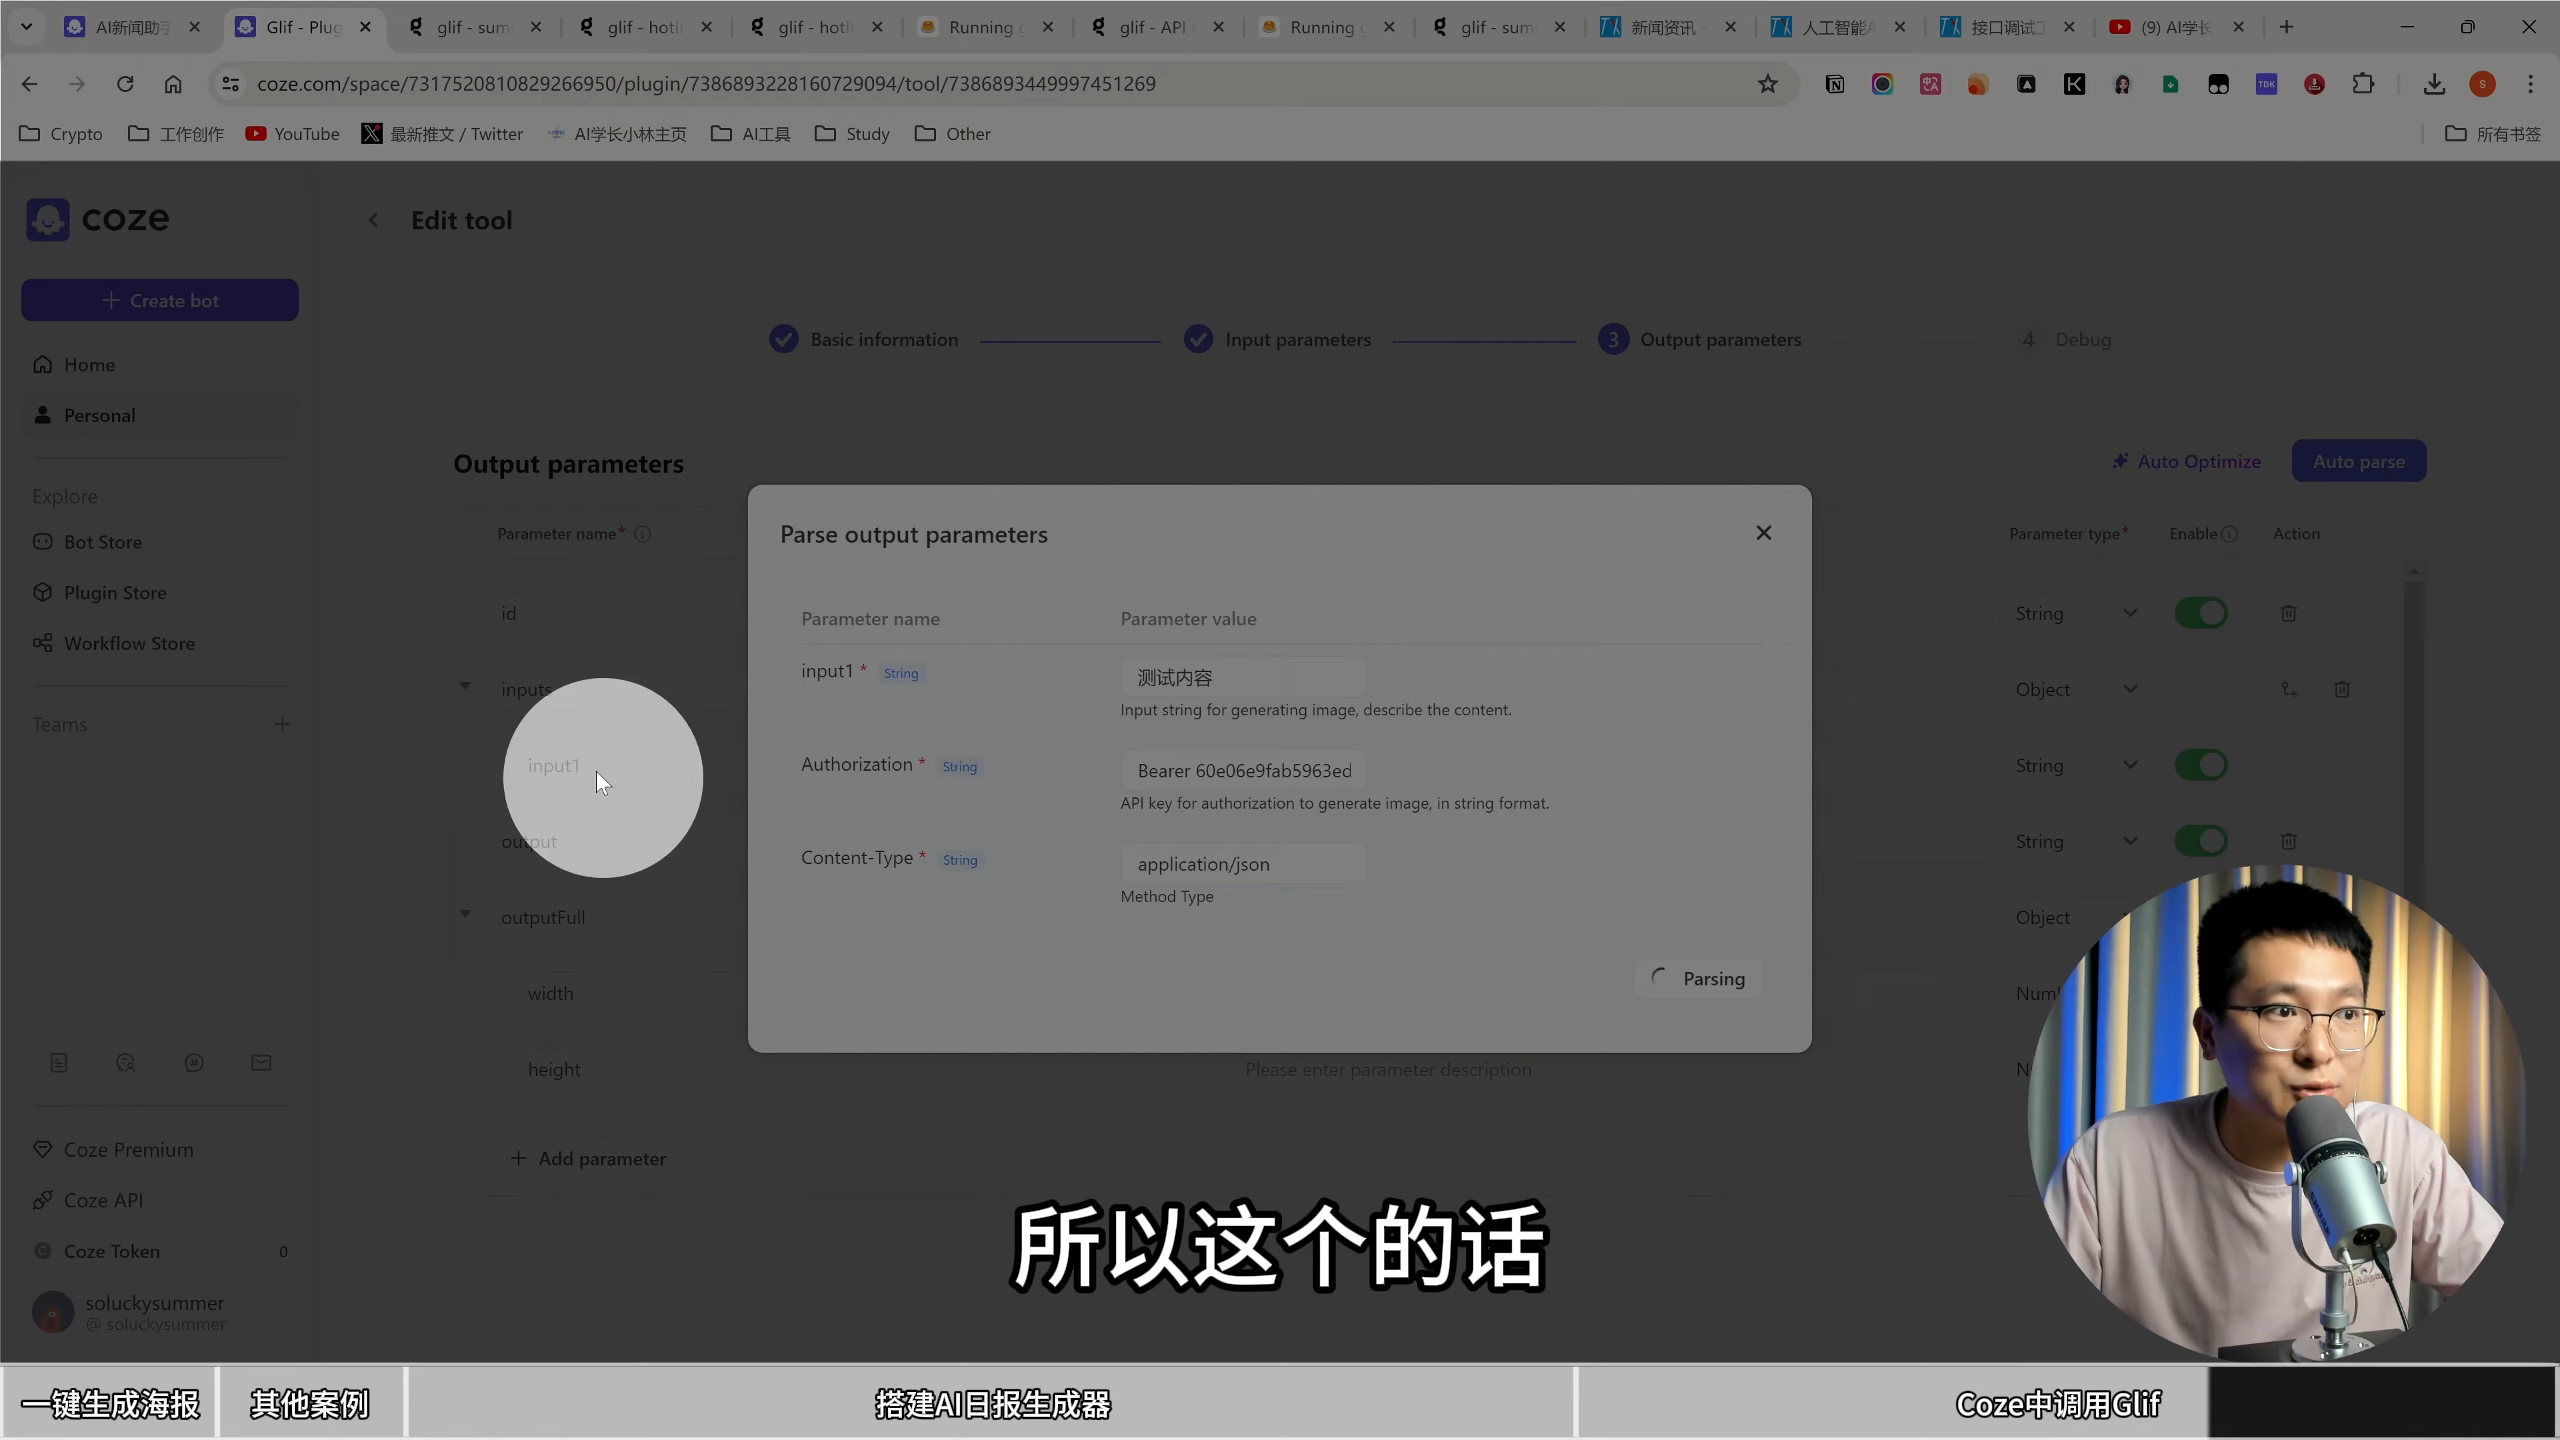 AI新闻助手
Glif - Plug
glif - sum
glif - hotl
glif - hotl
Running g
glif - API
Running g
glif - sum
新闻资讯
人工智能A
接口调试工
(9) AI学长
coze.com/space/7317520810829266950/plugin/7386893228160729094/tool/7386893449997451269
Crypto
工作创作
YouTube
最新推文 / Twitter
AI学长小林主页
AI工具
Study
Other
所有书签
coze
Edit tool
Create bot
Home
Personal
Explore
Bot Store
Plugin Store
Workflow Store
Teams
Coze Premium
Coze API
Coze Token 0
soluckysummer
@ soluckysummer
Basic information
Input parameters
3 Output parameters
4 Debug
Output parameters
Auto Optimize
Auto parse
Parameter name*
Parameter type*
Enable
Action
id
String
inputs
Object
input1
String
output
String
outputFull
Object
width
Num
height
Please enter parameter description
N
Add parameter
Parse output parameters
Parameter name
Parameter value
input1 * String
测试内容
Input string for generating image, describe the content.
Authorization * String
Bearer 60e06e9fab5963ed
API key for authorization to generate image, in string format.
Content-Type * String
application/json
Method Type
Parsing
所以这个的话
一键生成海报
其他案例
搭建AI日报生成器
Coze中调用Glif